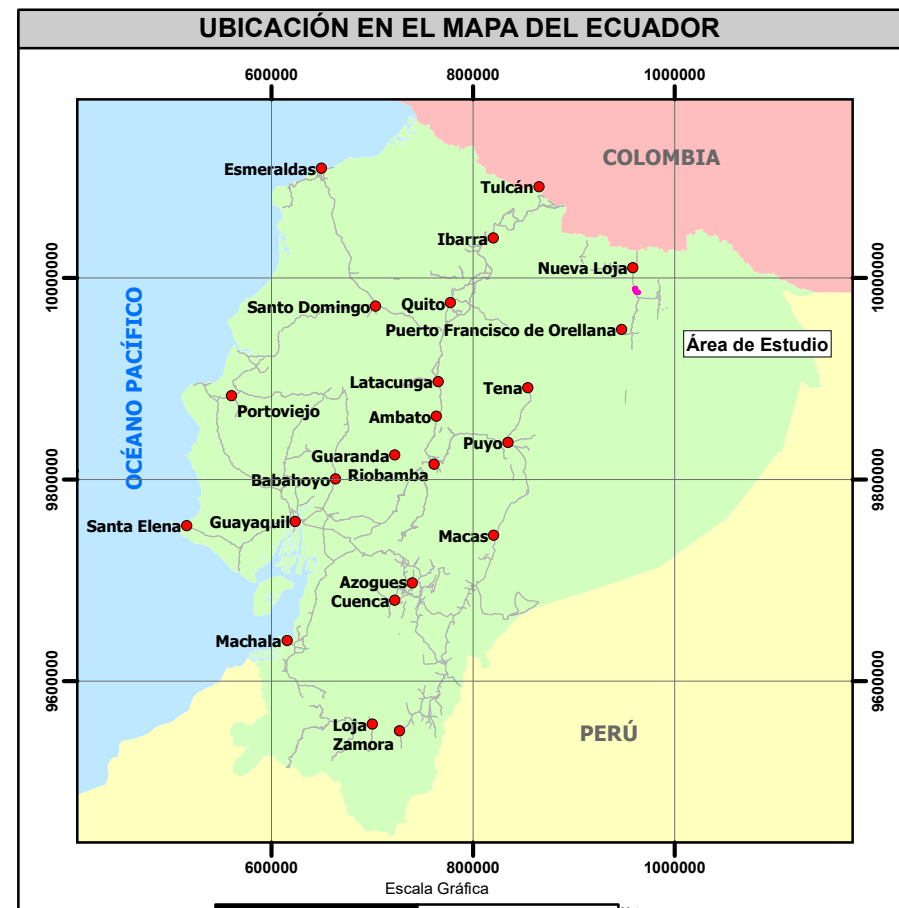 UBICACIÓN EN EL MAPA DEL ECUADOR
600000 800000 1000000
COLOMBIA
Esmeraldas
Tulcán
Ibarra
Nueva Loja
10000000 10000000
Santo Domingo
Quito
Puerto Francisco de Orellana
Área de Estudio
OCÉANO PACÍFICO
Latacunga
Tena
Portoviejo
Ambato
Puyo
Guaranda
Riobamba
Babahoyo
9800000 9800000
Santa Elena
Guayaquil
Macas
Azogues
Cuenca
Machala
9600000 9600000
Loja
Zamora
PERÚ
600000 800000 1000000
Escala Gráfica